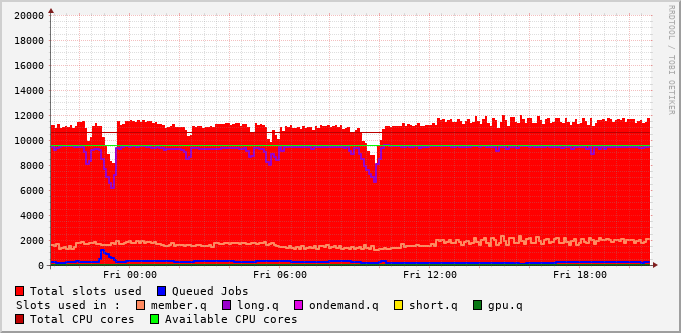 20000
18000
16000
14000
12000
10000
8000
6000
4000
2000
0
Fri 00:00 Fri 06:00 Fri 12:00 Fri 18:00
RRDTOOL / TOBI OETIKER
Total slots used Queued Jobs
Slots used in : member.q long.q ondemand.q short.q gpu.q
Total CPU cores Available CPU cores